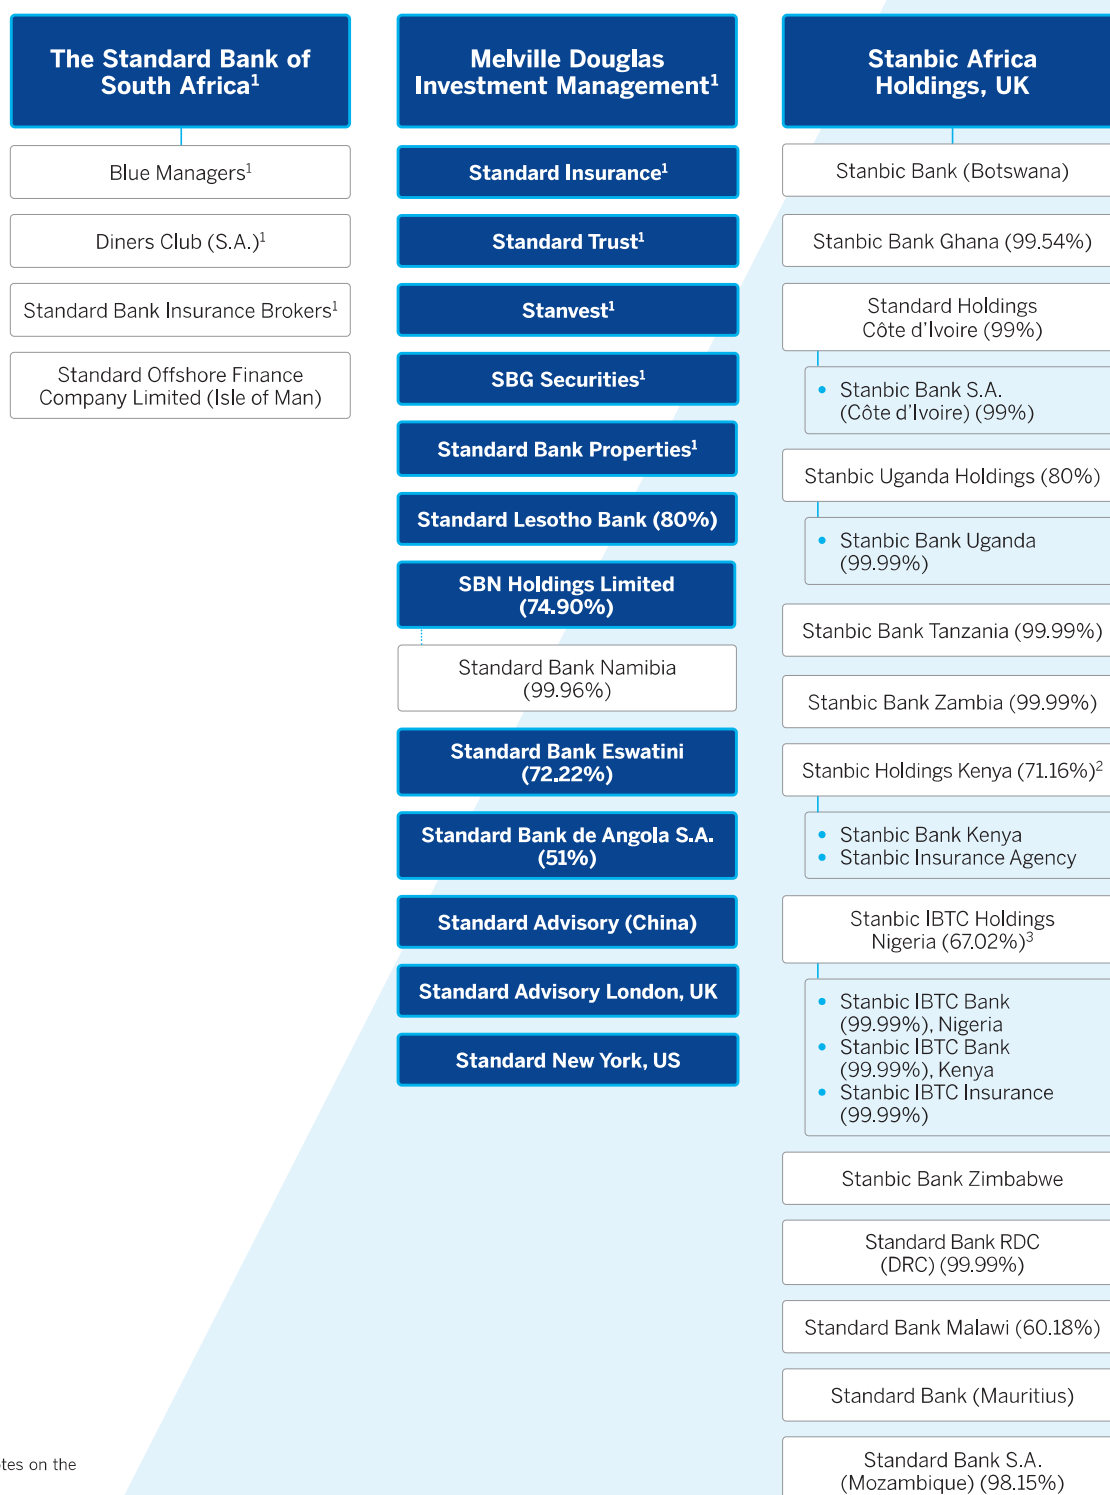 The Standard Bank of
South Africa¹
Blue Managers¹
Diners Club (S.A.)¹
Standard Bank Insurance Brokers¹
Standard Offshore Finance
Company Limited (Isle of Man)
Melville Douglas
Investment Management¹
Standard Insurance¹
Standard Trust¹
Stanvest¹
SBG Securities¹
Standard Bank Properties¹
Standard Lesotho Bank (80%)
SBN Holdings Limited
(74.90%)
Standard Bank Namibia
(99.96%)
Standard Bank Eswatini
(72.22%)
Standard Bank de Angola S.A.
(51%)
Standard Advisory (China)
Standard Advisory London, UK
Standard New York, US
Stanbic Africa
Holdings, UK
Stanbic Bank (Botswana)
Stanbic Bank Ghana (99.54%)
Standard Holdings
Côte d’Ivoire (99%)
• Stanbic Bank S.A.
(Côte d’Ivoire) (99%)
Stanbic Uganda Holdings (80%)
• Stanbic Bank Uganda
(99.99%)
Stanbic Bank Tanzania (99.99%)
Stanbic Bank Zambia (99.99%)
Stanbic Holdings Kenya (71.16%)²
• Stanbic Bank Kenya
• Stanbic Insurance Agency
Stanbic IBTC Holdings
Nigeria (67.02%)³
• Stanbic IBTC Bank
(99.99%), Nigeria
• Stanbic IBTC Bank
(99.99%), Kenya
• Stanbic IBTC Insurance
(99.99%)
Stanbic Bank Zimbabwe
Standard Bank RDC
(DRC) (99.99%)
Standard Bank Malawi (60.18%)
Standard Bank (Mauritius)
Standard Bank S.A.
(Mozambique) (98.15%)
otes on the